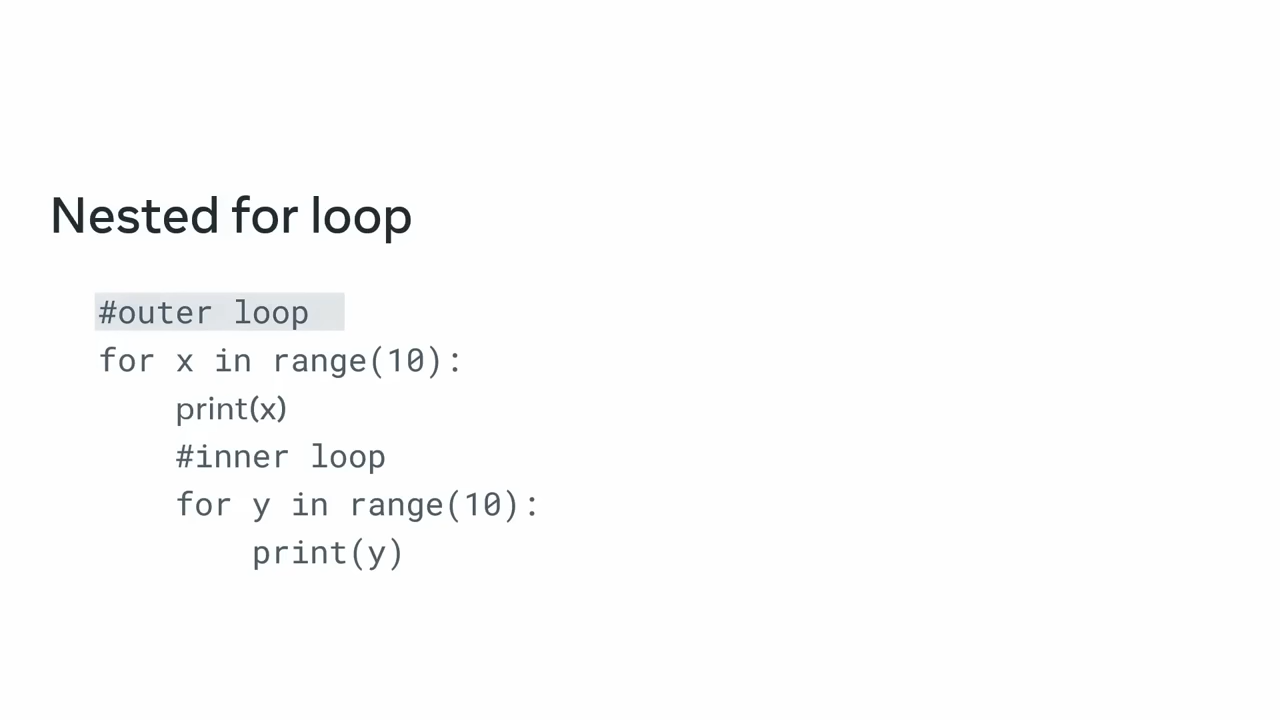 Nested for loop
#outer loop
for x in range(10):
    print(x)
    #inner loop
    for y in range(10):
        print(y)